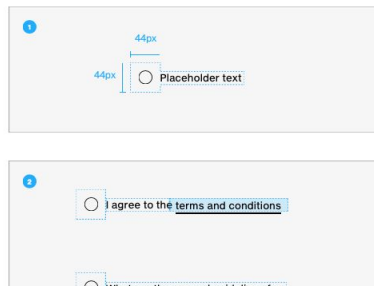 1
44px
44px
Placeholder text
2
I agree to the terms and conditions